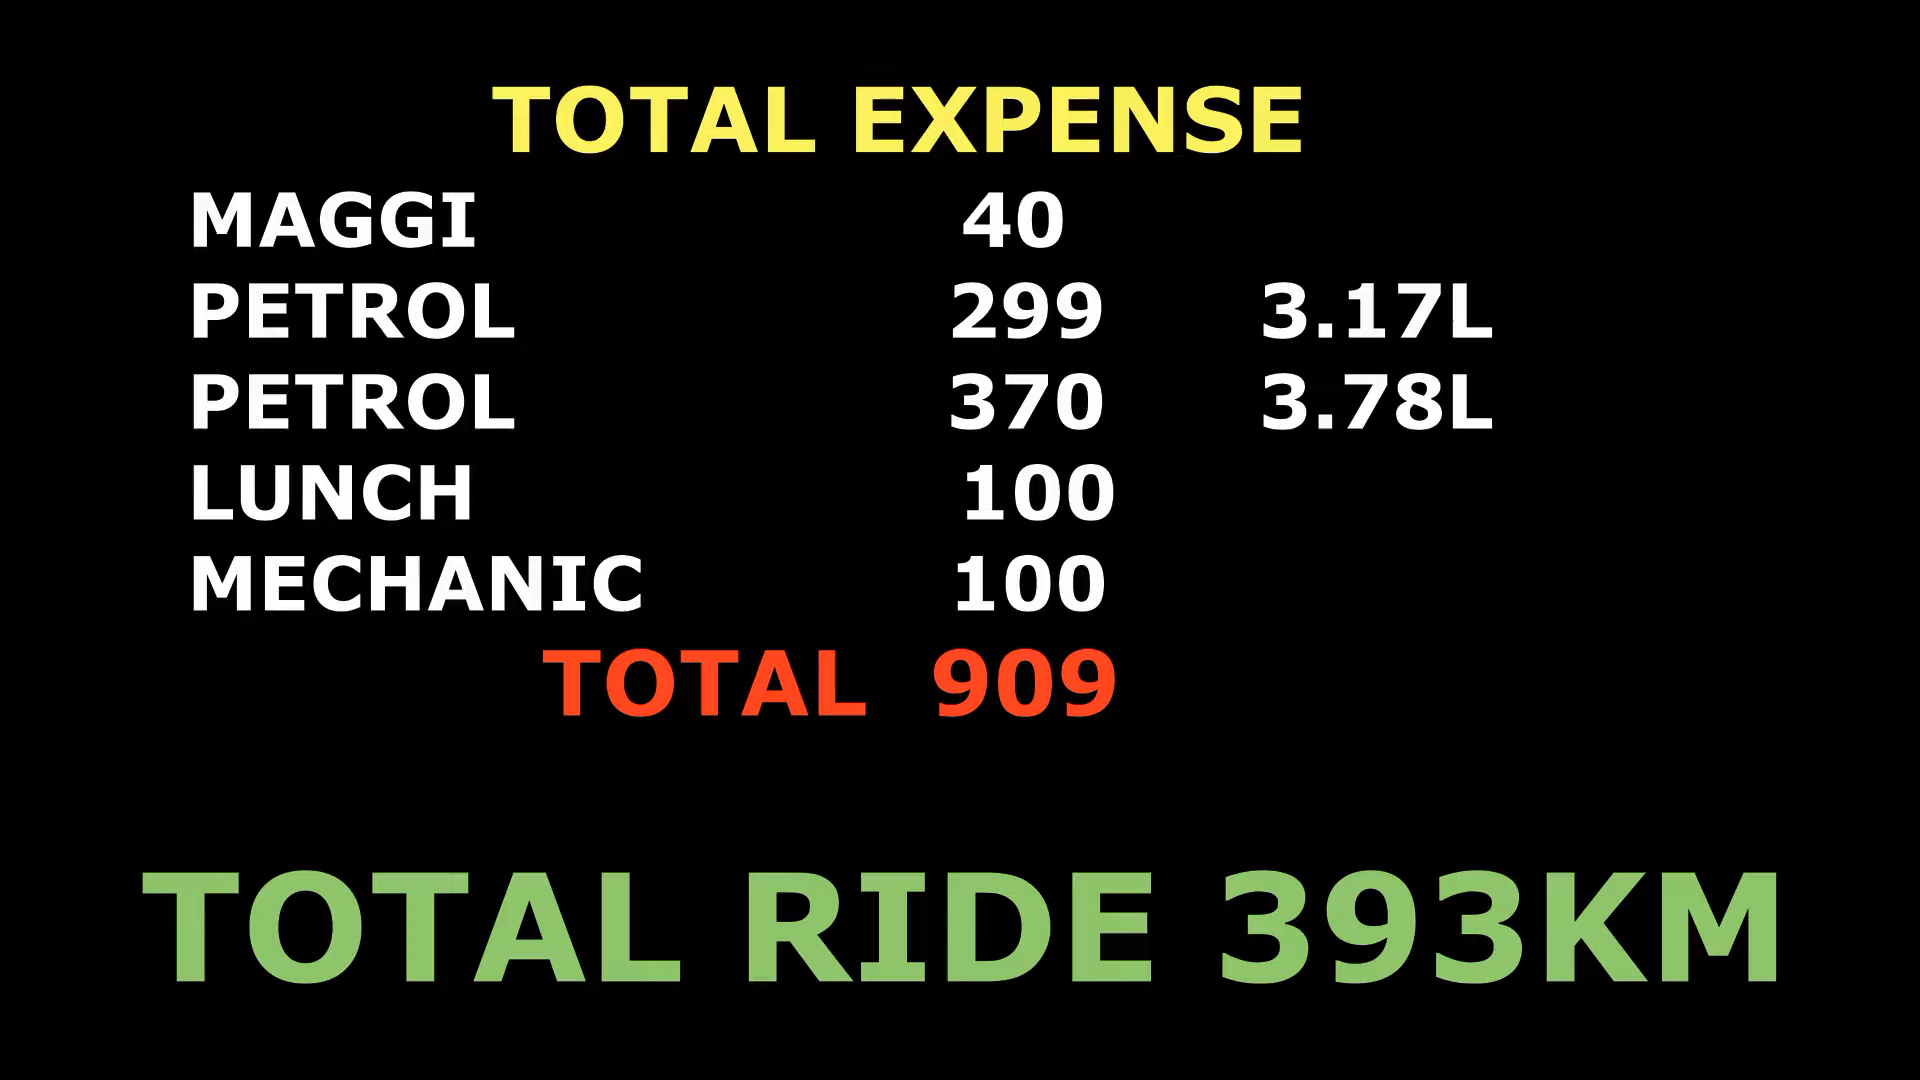 TOTAL EXPENSE
MAGGI 40
PETROL 299 3.17L
PETROL 370 3.78L
LUNCH 100
MECHANIC 100
TOTAL 909
TOTAL RIDE 393KM